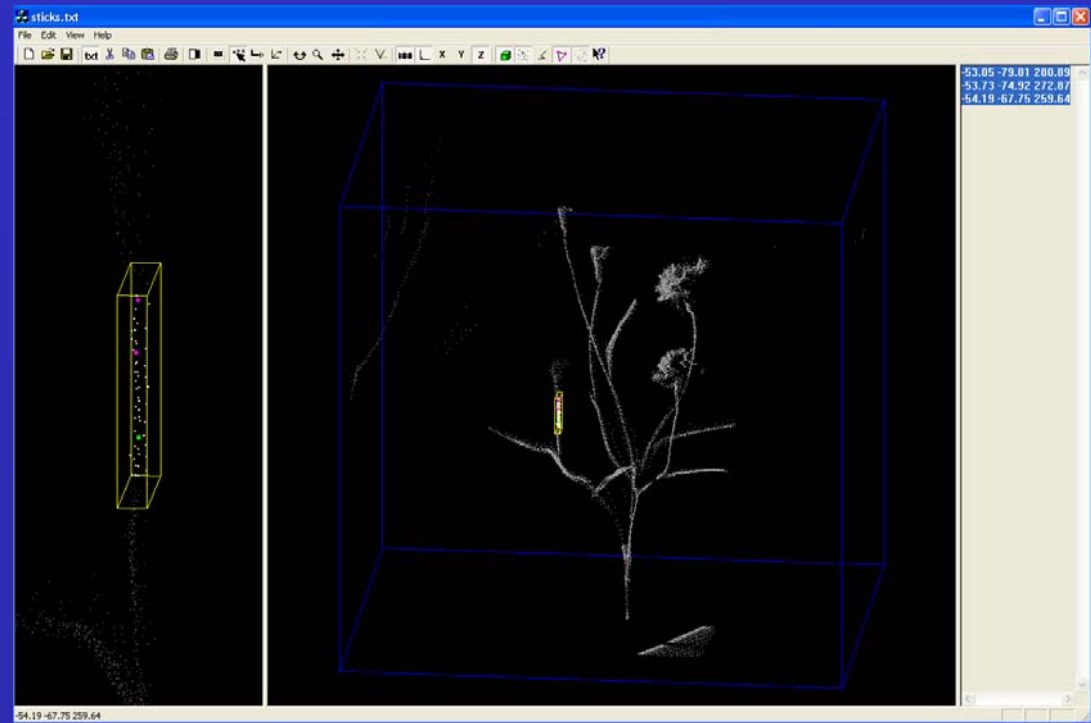 sticks.txt
File Edit View Help
txt X Y Z
-53.05 -79.01 280.89
-53.73 -74.92 272.87
-54.19 -67.75 259.64
-54.19 -67.75 259.64